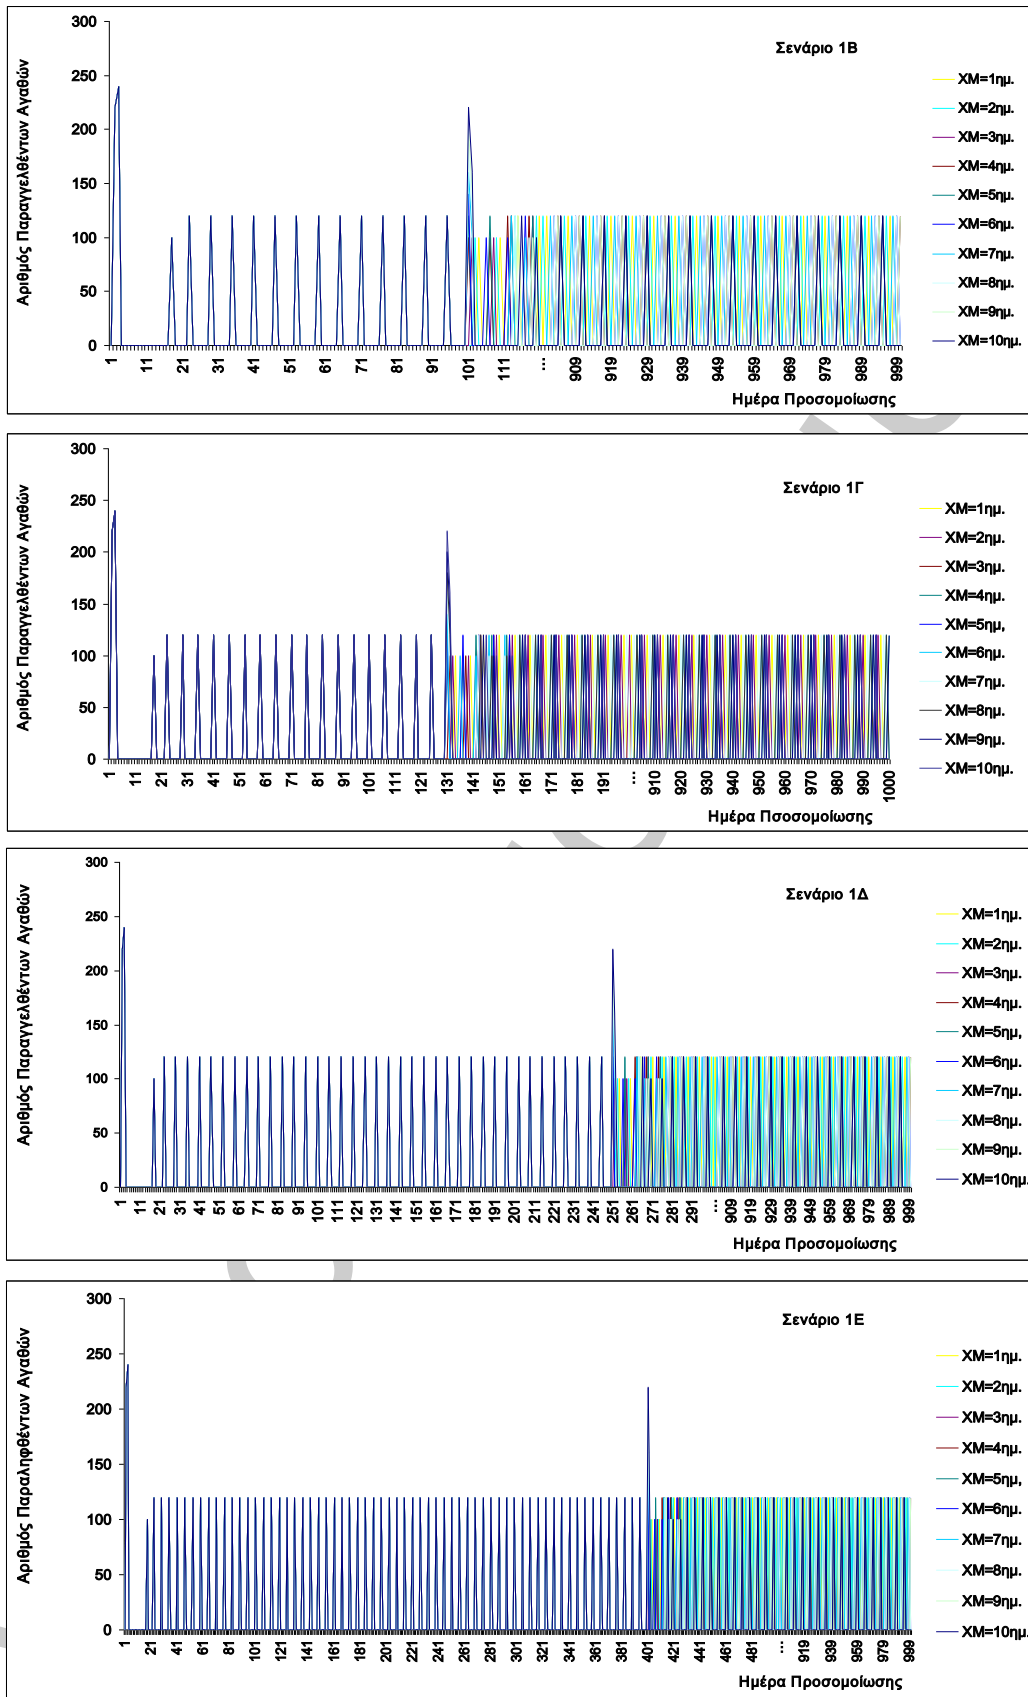 Σενάριο 1Β
Αριθμός Παραγγελθέντων Αγαθών
300
250
200
150
100
50
0
1 11 21 31 41 51 61 71 81 91 101 111 ... 909 919 929 939 949 959 969 979 989 999
Ημέρα Προσομοίωσης
ΧΜ=1ημ.
ΧΜ=2ημ.
ΧΜ=3ημ.
ΧΜ=4ημ.
ΧΜ=5ημ.
ΧΜ=6ημ.
ΧΜ=7ημ.
ΧΜ=8ημ.
ΧΜ=9ημ.
ΧΜ=10ημ.
Σενάριο 1Γ
Αριθμός Παραγγελθέντων Αγαθών
300
250
200
150
100
50
0
1 11 21 31 41 51 61 71 81 91 101 111 121 131 141 151 161 171 181 191 ... 910 920 930 940 950 960 970 980 990 1000
Ημέρα Πσοσομοίωσης
ΧΜ=1ημ.
ΧΜ=2ημ.
ΧΜ=3ημ.
ΧΜ=4ημ.
ΧΜ=5ημ,
ΧΜ=6ημ.
ΧΜ=7ημ.
ΧΜ=8ημ.
ΧΜ=9ημ.
ΧΜ=10ημ.
Σενάριο 1Δ
Αριθμός Παραγγελθέντων Αγαθών
300
250
200
150
100
50
0
1 11 21 31 41 51 61 71 81 91 101 111 121 131 141 151 161 171 181 191 201 211 221 231 241 251 261 271 281 291 ... 909 919 929 939 949 959 969 979 989 999
Ημέρα Προσομοίωσης
ΧΜ=1ημ.
ΧΜ=2ημ.
ΧΜ=3ημ.
ΧΜ=4ημ.
ΧΜ=5ημ,
ΧΜ=6ημ.
ΧΜ=7ημ.
ΧΜ=8ημ.
ΧΜ=9ημ.
ΧΜ=10ημ.
Σενάριο 1Ε
Αριθμός Παραληφθέντων Αγαθών
300
250
200
150
100
50
0
1 21 41 61 81 101 121 141 161 181 201 221 241 261 281 301 321 341 361 381 401 421 441 461 481 ... 919 939 959 979 999
Ημέρα Προσομοίωσης
ΧΜ=1ημ.
ΧΜ=2ημ.
ΧΜ=3ημ.
ΧΜ=4ημ.
ΧΜ=5ημ,
ΧΜ=6ημ.
ΧΜ=7ημ.
ΧΜ=8ημ.
ΧΜ=9ημ.
ΧΜ=10ημ.